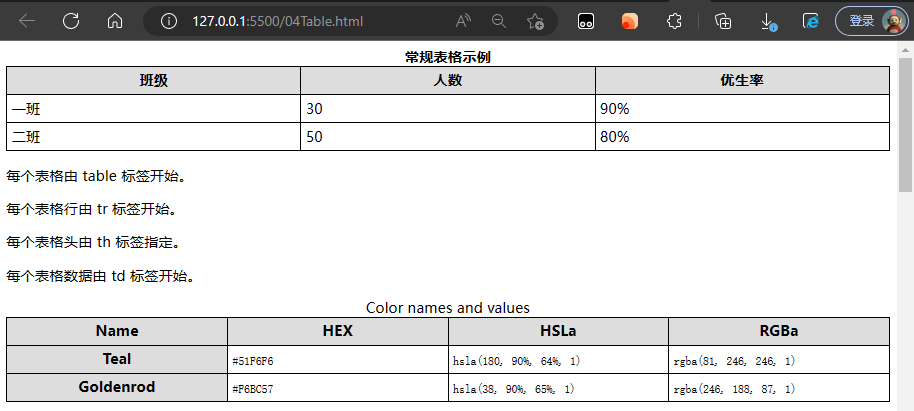 127.0.0.1:5500/04Table.html
登录
常规表格示例
班级 人数 优生率
一班 30 90%
二班 50 80%
每个表格由 table 标签开始。
每个表格行由 tr 标签开始。
每个表格头由 th 标签指定。
每个表格数据由 td 标签开始。
Color names and values
Name HEX HSLa RGBa
Teal #51F6F6 hsla(180, 90%, 64%, 1) rgba(81, 246, 246, 1)
Goldenrod #F6BC57 hsla(38, 90%, 65%, 1) rgba(246, 188, 87, 1)